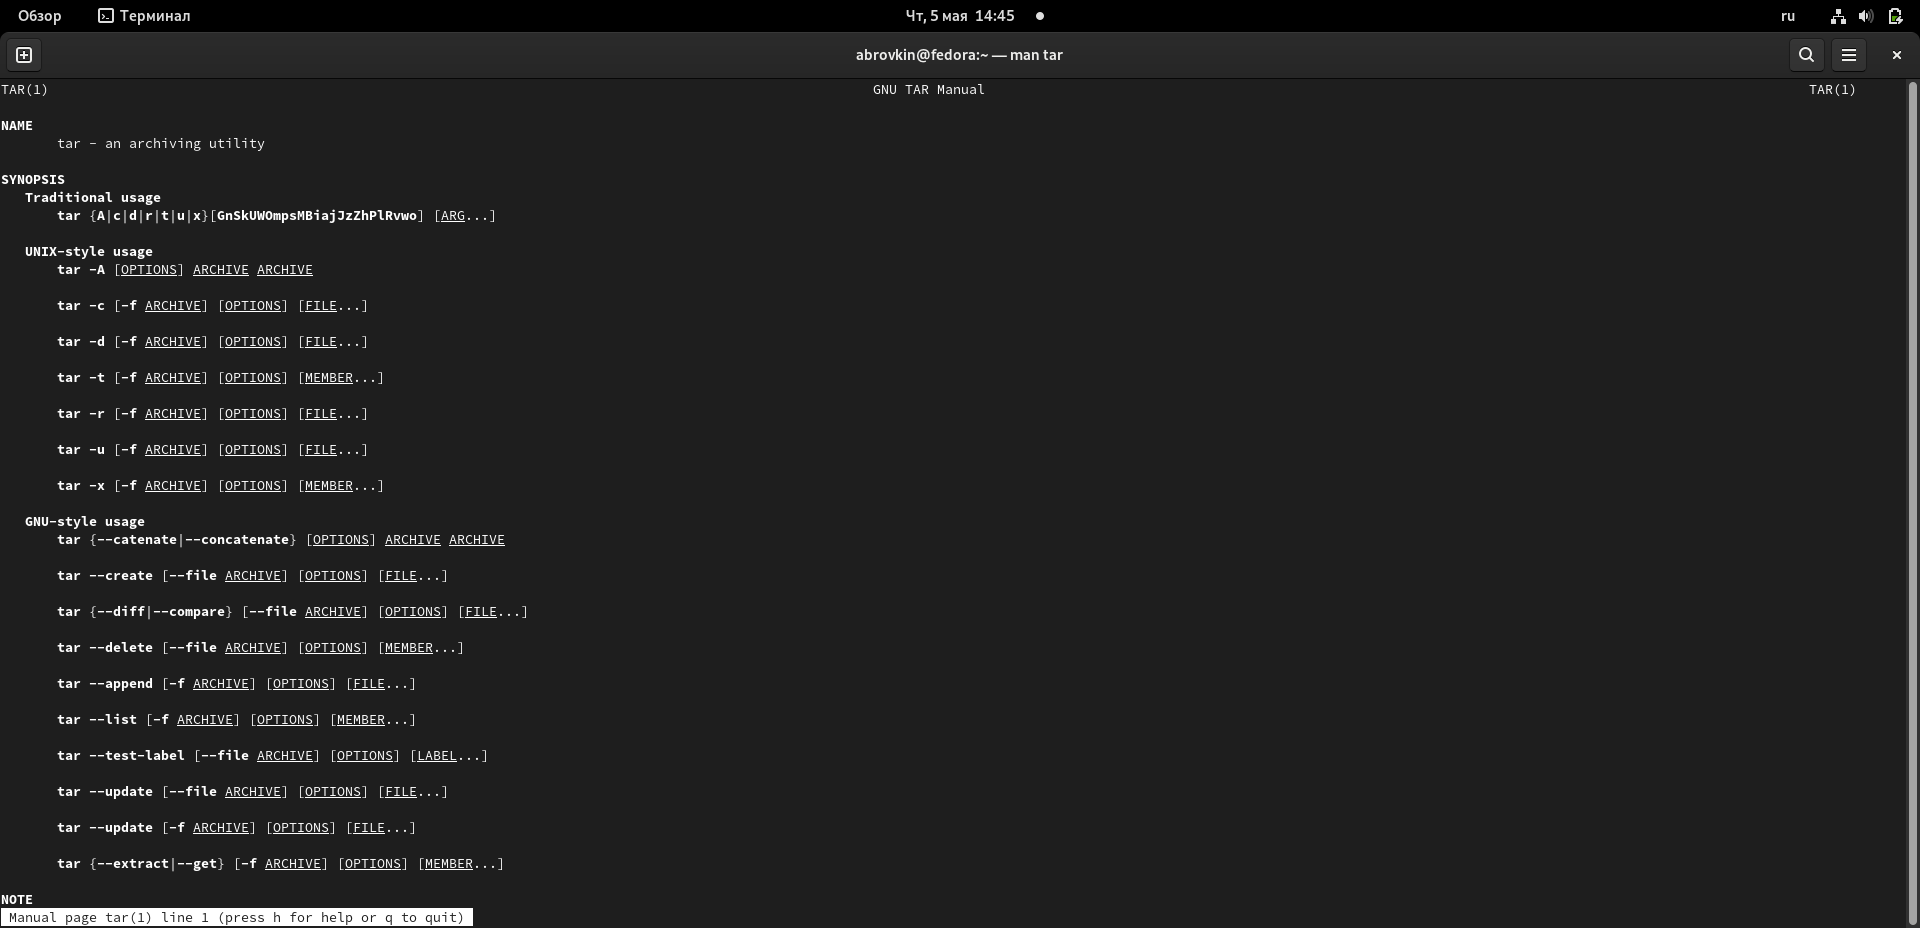 Обзор Терминал Чт, 5 мая 14:45 ru
abrovkin@fedora:~ — man tar
TAR(1) GNU TAR Manual TAR(1)
NAME
tar - an archiving utility
SYNOPSIS
Traditional usage
tar {A|c|d|r|t|u|x}[GnSkUWOmpsMBiajJzZhPlRvwo] [ARG...]
UNIX-style usage
tar -A [OPTIONS] ARCHIVE ARCHIVE
tar -c [-f ARCHIVE] [OPTIONS] [FILE...]
tar -d [-f ARCHIVE] [OPTIONS] [FILE...]
tar -t [-f ARCHIVE] [OPTIONS] [MEMBER...]
tar -r [-f ARCHIVE] [OPTIONS] [FILE...]
tar -u [-f ARCHIVE] [OPTIONS] [FILE...]
tar -x [-f ARCHIVE] [OPTIONS] [MEMBER...]
GNU-style usage
tar {--catenate|--concatenate} [OPTIONS] ARCHIVE ARCHIVE
tar --create [--file ARCHIVE] [OPTIONS] [FILE...]
tar {--diff|--compare} [--file ARCHIVE] [OPTIONS] [FILE...]
tar --delete [--file ARCHIVE] [OPTIONS] [MEMBER...]
tar --append [-f ARCHIVE] [OPTIONS] [FILE...]
tar --list [-f ARCHIVE] [OPTIONS] [MEMBER...]
tar --test-label [--file ARCHIVE] [OPTIONS] [LABEL...]
tar --update [--file ARCHIVE] [OPTIONS] [FILE...]
tar --update [-f ARCHIVE] [OPTIONS] [FILE...]
tar {--extract|--get} [-f ARCHIVE] [OPTIONS] [MEMBER...]
NOTE
Manual page tar(1) line 1 (press h for help or q to quit)